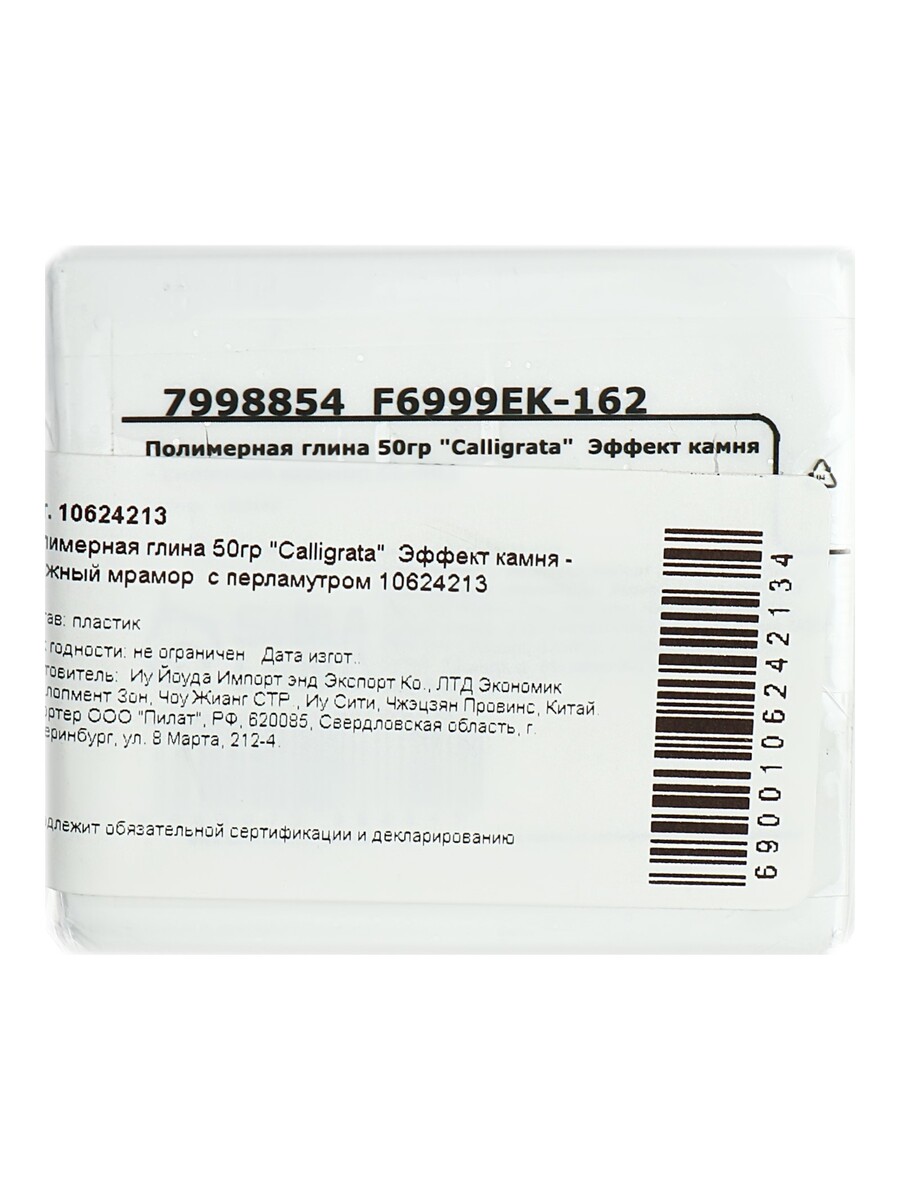 7998854 F6999EK-162
Полимерная глина 50гр "Calligrata" Эффект камня
т. 10624213
лимерная глина 50гр "Calligrata" Эффект камня -
жный мрамор с перламутром 10624213
тав: пластик
годности: не ограничен Дата изгот..
товитель: Иу Йоуда Импорт энд Экспорт Ко., ЛТД Экономик
лопмент Зон, Чоу Жианг СТР., Иу Сити, Чжэцзян Провинс, Китай.
ортер ООО "Пилат", РФ, 620085, Свердловская область, г.
еринбург, ул. 8 Марта, 212-4.
длежит обязательной сертификации и декларированию
6900106242134